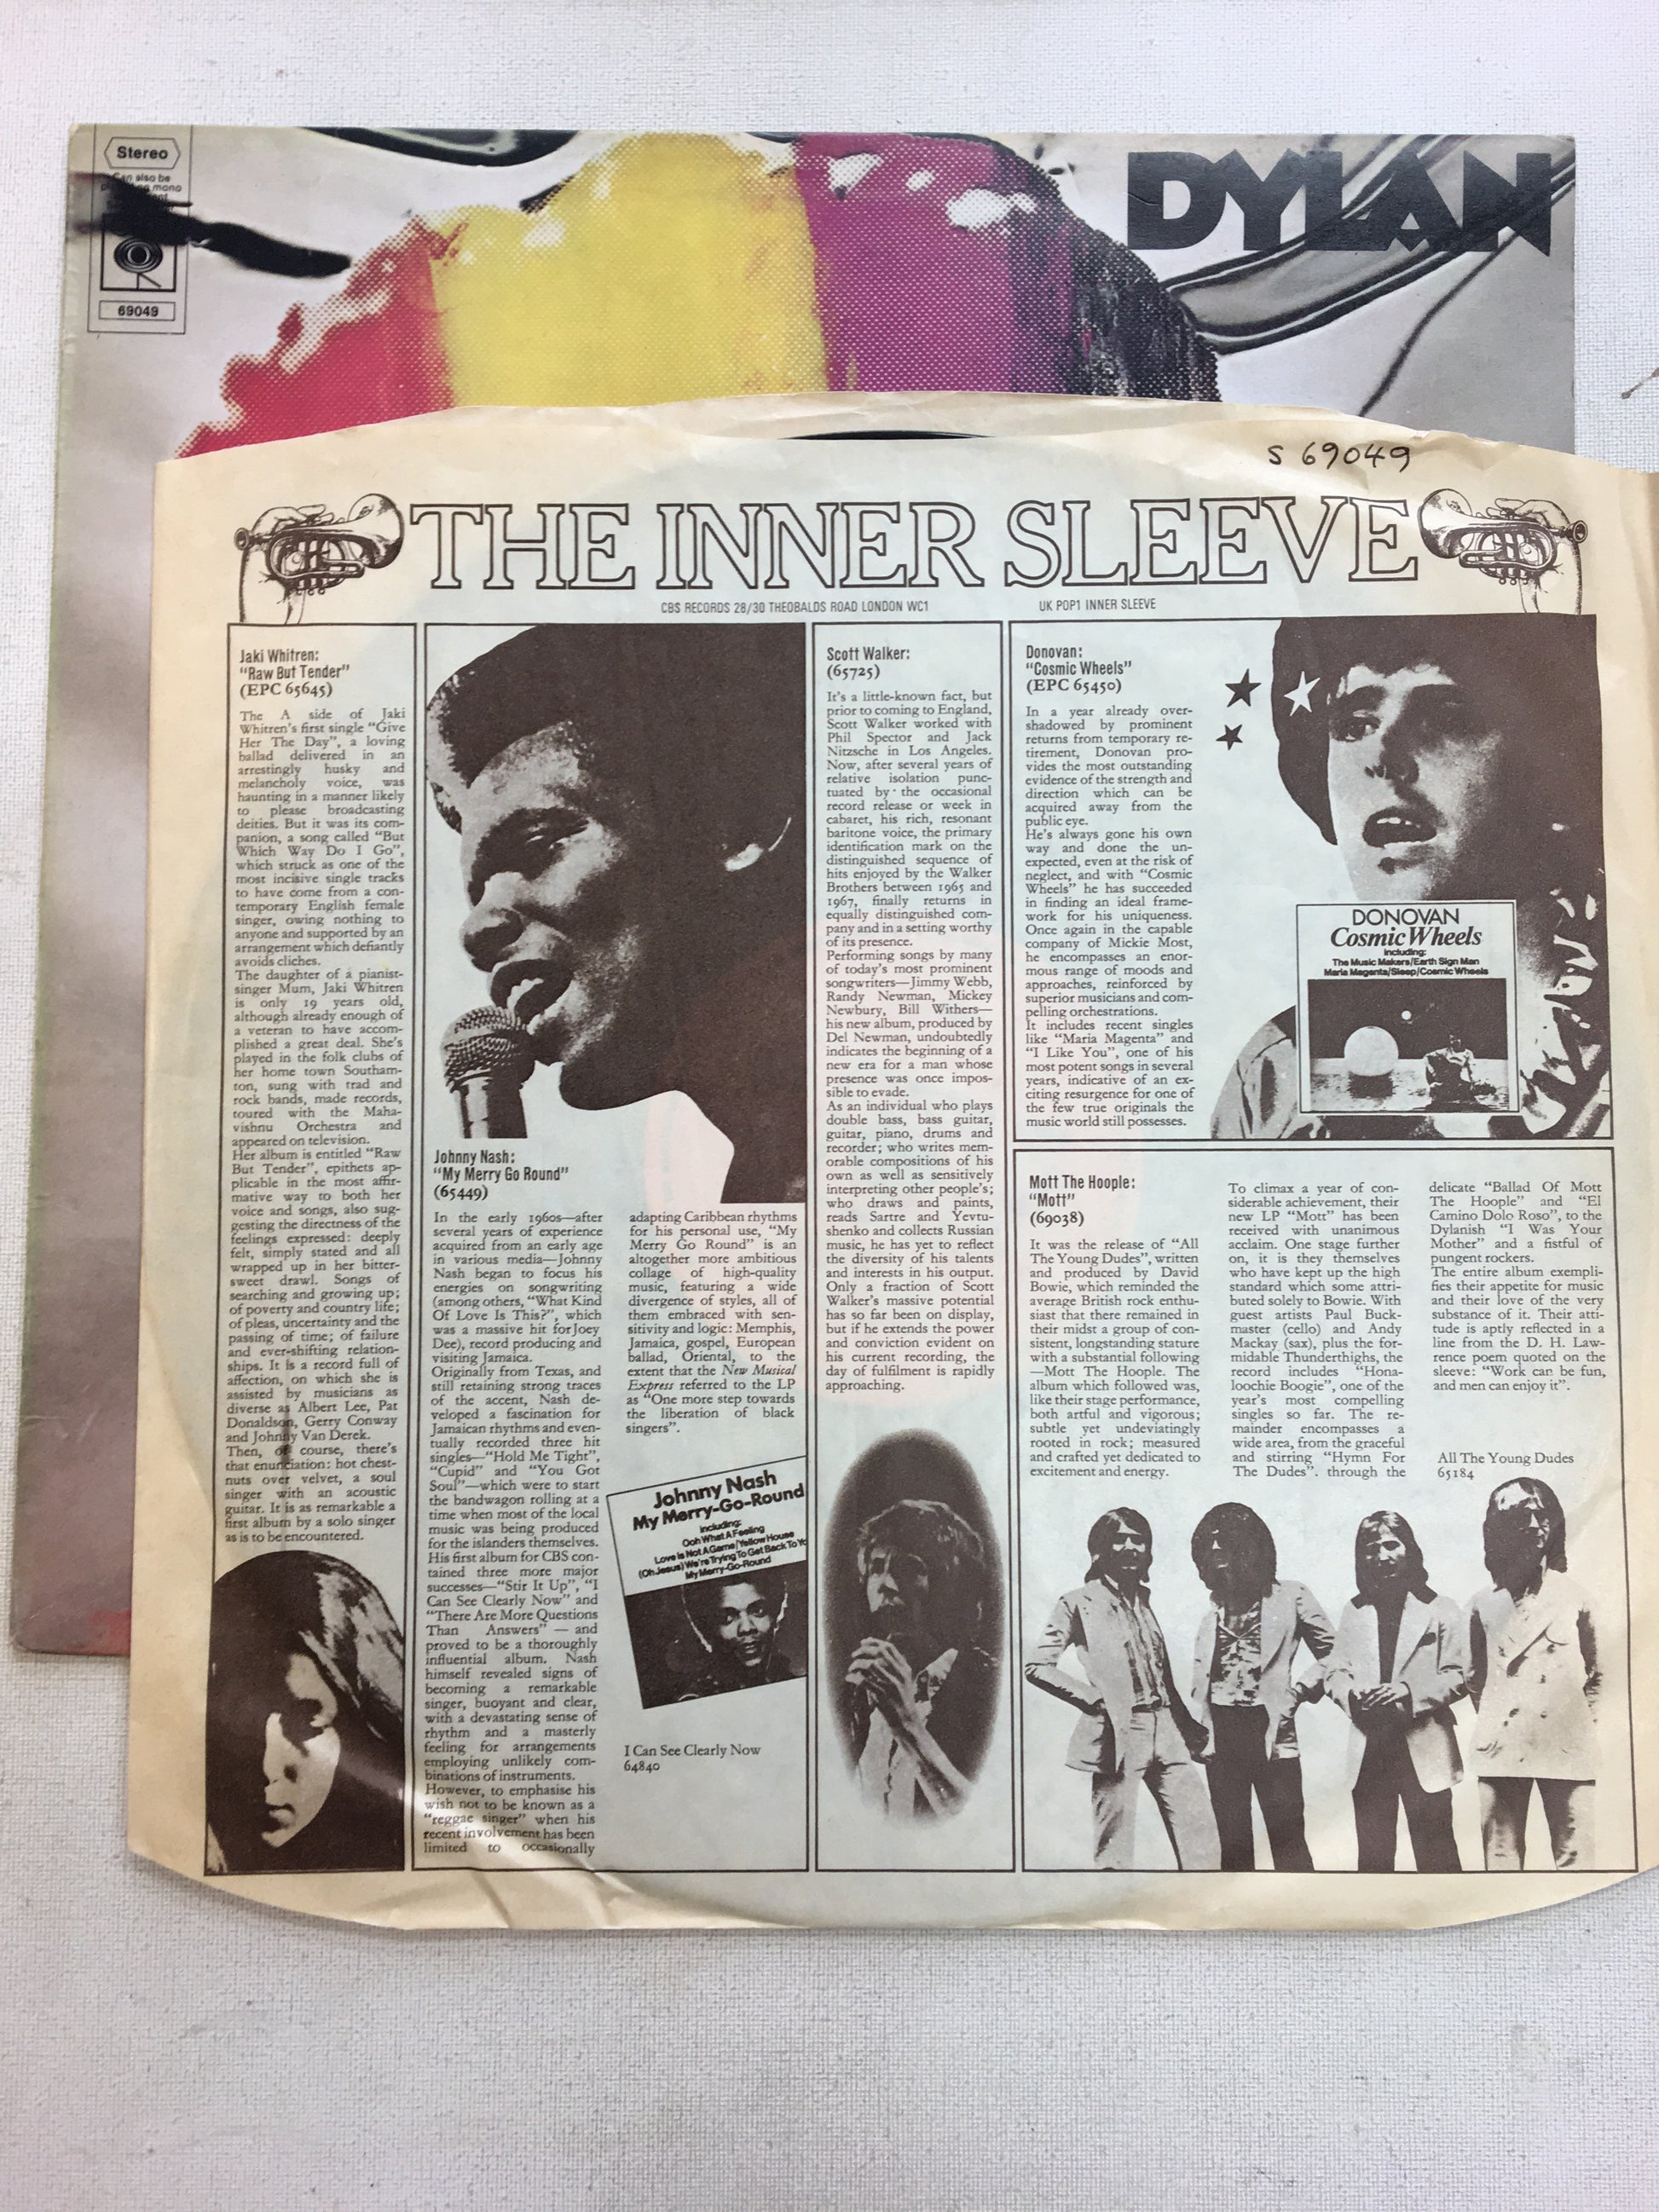 Stereo
Can also be
mono
69049
DYLAN
S 69049
THE INNER SLEEVE
CBS RECORDS 28/30 THEOBALDS ROAD LONDON WC1
UK POP1 INNER SLEEVE
Jaki Whitren:
"Raw But Tender"
(EPC 65645)
The A side of Jaki
Whitren's first single "Give
Her The Day", a loving
ballad delivered in an
arrestingly husky and
melancholy voice, was
haunting in a manner likely
to please broadcasting
deities. But it was its com-
panion, a song called "But
Which Way Do I Go",
which struck as one of the
most incisive single tracks
to have come from a con-
temporary English female
singer, owing nothing to
anyone and supported by an
arrangement which defiantly
avoids cliches.
The daughter of a pianist-
singer Mum, Jaki Whitren
is only 19 years old,
although already enough of
a veteran to have accom-
plished a great deal. She's
played in the folk clubs of
her home town Southam-
ton, sung with trad and
rock bands, made records,
toured with the Maha-
vishnu Orchestra and
appeared on television.
Her album is entitled "Raw
But Tender", epithets ap-
plicable in the most affir-
mative way to both her
voice and songs, also sug-
gesting the directness of the
feelings expressed: deeply
felt, simply stated and all
wrapped up in her bitter-
sweet drawl. Songs of
searching and growing up;
of poverty and country life;
of pleas, uncertainty and the
passing of time; of failure
and ever-shifting relation-
ships. It is a record full of
affection, on which she is
assisted by musicians as
diverse as Albert Lee, Pat
Donaldson, Gerry Conway
and Johnny Van Derek.
Then, of course, there's
that enunciation: hot chest-
nuts over velvet, a soul
singer with an acoustic
guitar. It is as remarkable a
first album by a solo singer
as is to be encountered.
Johnny Nash:
"My Merry Go Round"
(65449)
In the early 1960s—after
several years of experience
acquired from an early age
in various media—Johnny
Nash began to focus his
energies on songwriting
(among others, "What Kind
Of Love Is This?", which
was a massive hit for Joey
Dee), record producing and
visiting Jamaica.
Originally from Texas, and
still retaining strong traces
of the accent, Nash de-
veloped a fascination for
Jamaican rhythms and even-
tually recorded three hit
singles—"Hold Me Tight",
"Cupid" and "You Got
Soul"—which were to start
the bandwagon rolling at a
time when most of the local
music was being produced
for the islanders themselves.
His first album for CBS con-
tained three more major
successes—"Stir It Up", "I
Can See Clearly Now" and
"There Are More Questions
Than Answers" — and
proved to be a thoroughly
influential album. Nash
himself revealed signs of
becoming a remarkable
singer, buoyant and clear,
with a devastating sense of
rhythm and a masterly
feeling for arrangements
employing unlikely com-
binations of instruments.
However, to emphasise his
wish not to be known as a
"reggae singer" when his
recent involvement has been
limited to occasionally
adapting Caribbean rhythms
for his personal use, "My
Merry Go Round" is an
altogether more ambitious
collage of high-quality
music, featuring a wide
divergence of styles, all of
them embraced with sen-
sitivity and logic: Memphis,
Jamaica, gospel, European
ballad, Oriental, to the
extent that the New Musical
Express referred to the LP
as "One more step towards
the liberation of black
singers".
Johnny Nash
My Merry-Go-Round
including:
Ooh What A Feeling
Love Is Not A Game/Yellow House
(Oh Jesus) We're Trying To Get Back To Yo
My Merry-Go-Round
I Can See Clearly Now
64840
Scott Walker:
(65725)
It's a little-known fact, but
prior to coming to England,
Scott Walker worked with
Phil Spector and Jack
Nitzsche in Los Angeles.
Now, after several years of
relative isolation punc-
tuated by the occasional
record release or week in
cabaret, his rich, resonant
baritone voice, the primary
identification mark on the
distinguished sequence of
hits enjoyed by the Walker
Brothers between 1965 and
1967, finally returns in
equally distinguished com-
pany and in a setting worthy
of its presence.
Performing songs by many
of today's most prominent
songwriters—Jimmy Webb,
Randy Newman, Mickey
Newbury, Bill Withers—
his new album, produced by
Del Newman, undoubtedly
indicates the beginning of a
new era for a man whose
presence was once impos-
sible to evade.
As an individual who plays
double bass, bass guitar,
guitar, piano, drums and
recorder; who writes mem-
orable compositions of his
own as well as sensitively
interpreting other people's;
who draws and paints,
reads Sartre and Yevtu-
shenko and collects Russian
music, he has yet to reflect
the diversity of his talents
and interests in his output.
Only a fraction of Scott
Walker's massive potential
has so far been on display,
but if he extends the power
and conviction evident on
his current recording, the
day of fulfilment is rapidly
approaching.
Donovan:
"Cosmic Wheels"
(EPC 65450)
In a year already over-
shadowed by prominent
returns from temporary re-
tirement, Donovan pro-
vides the most outstanding
evidence of the strength and
direction which can be
acquired away from the
public eye.
He's always gone his own
way and done the un-
expected, even at the risk of
neglect, and with "Cosmic
Wheels" he has succeeded
in finding an ideal frame-
work for his uniqueness.
Once again in the capable
company of Mickie Most,
he encompasses an enor-
mous range of moods and
approaches, reinforced by
superior musicians and com-
pelling orchestrations.
It includes recent singles
like "Maria Magenta" and
"I Like You", one of his
most potent songs in several
years, indicative of an ex-
citing resurgence for one of
the few true originals the
music world still possesses.
DONOVAN
Cosmic Wheels
including:
The Music Makers/Earth Sign Man
Maria Magenta/Sleep/Cosmic Wheels
Mott The Hoople:
"Mott"
(69038)
It was the release of "All
The Young Dudes", written
and produced by David
Bowie, which reminded the
average British rock enthu-
siast that there remained in
their midst a group of con-
sistent, longstanding stature
with a substantial following
—Mott The Hoople. The
album which followed was,
like their stage performance,
both artful and vigorous;
subtle yet undeviatingly
rooted in rock; measured
and crafted yet dedicated to
excitement and energy.
To climax a year of con-
siderable achievement, their
new LP "Mott" has been
received with unanimous
acclaim. One stage further
on, it is they themselves
who have kept up the high
standard which some attri-
buted solely to Bowie. With
guest artists Paul Buck-
master (cello) and Andy
Mackay (sax), plus the for-
midable Thunderthighs, the
record includes "Hona-
loochie Boogie", one of the
year's most compelling
singles so far. The re-
mainder encompasses a
wide area, from the graceful
and stirring "Hymn For
The Dudes". through the
delicate "Ballad Of Mott
The Hoople" and "El
Camino Dolo Roso", to the
Dylanish "I Was Your
Mother" and a fistful of
pungent rockers.
The entire album exempli-
fies their appetite for music
and their love of the very
substance of it. Their atti-
tude is aptly reflected in a
line from the D. H. Law-
rence poem quoted on the
sleeve: "Work can be fun,
and men can enjoy it".
All The Young Dudes
65184